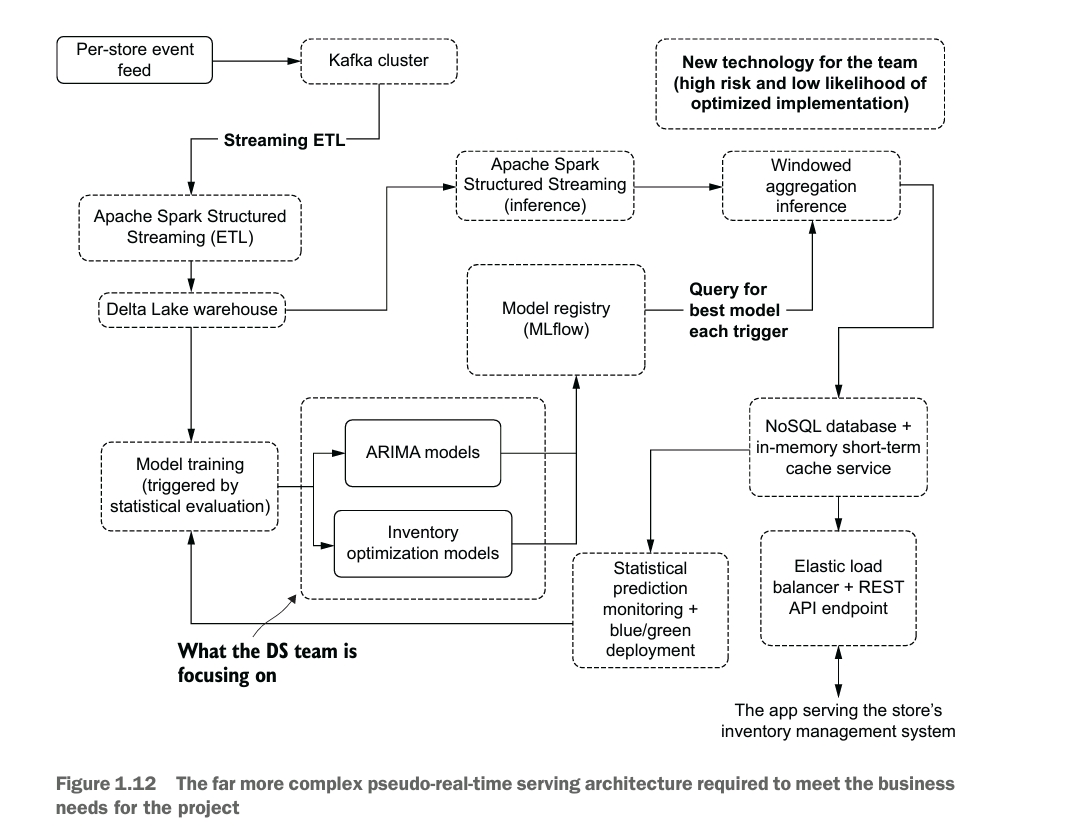 Per-store event
feed
Kafka cluster
New technology for the team
(high risk and low likelihood of
optimized implementation)
Streaming ETL
Apache Spark
Structured Streaming
(inference)
Windowed
aggregation
inference
Apache Spark Structured
Streaming (ETL)
Delta Lake warehouse
Model registry
(MLflow)
Query for
best model
each trigger
Model training
(triggered by
statistical evaluation)
ARIMA models
Inventory
optimization models
NoSQL database +
in-memory short-term
cache service
Statistical
prediction
monitoring +
blue/green
deployment
Elastic load
balancer + REST
API endpoint
What the DS team is
focusing on
The app serving the store’s
inventory management system
Figure 1.12 The far more complex pseudo-real-time serving architecture required to meet the business
needs for the project